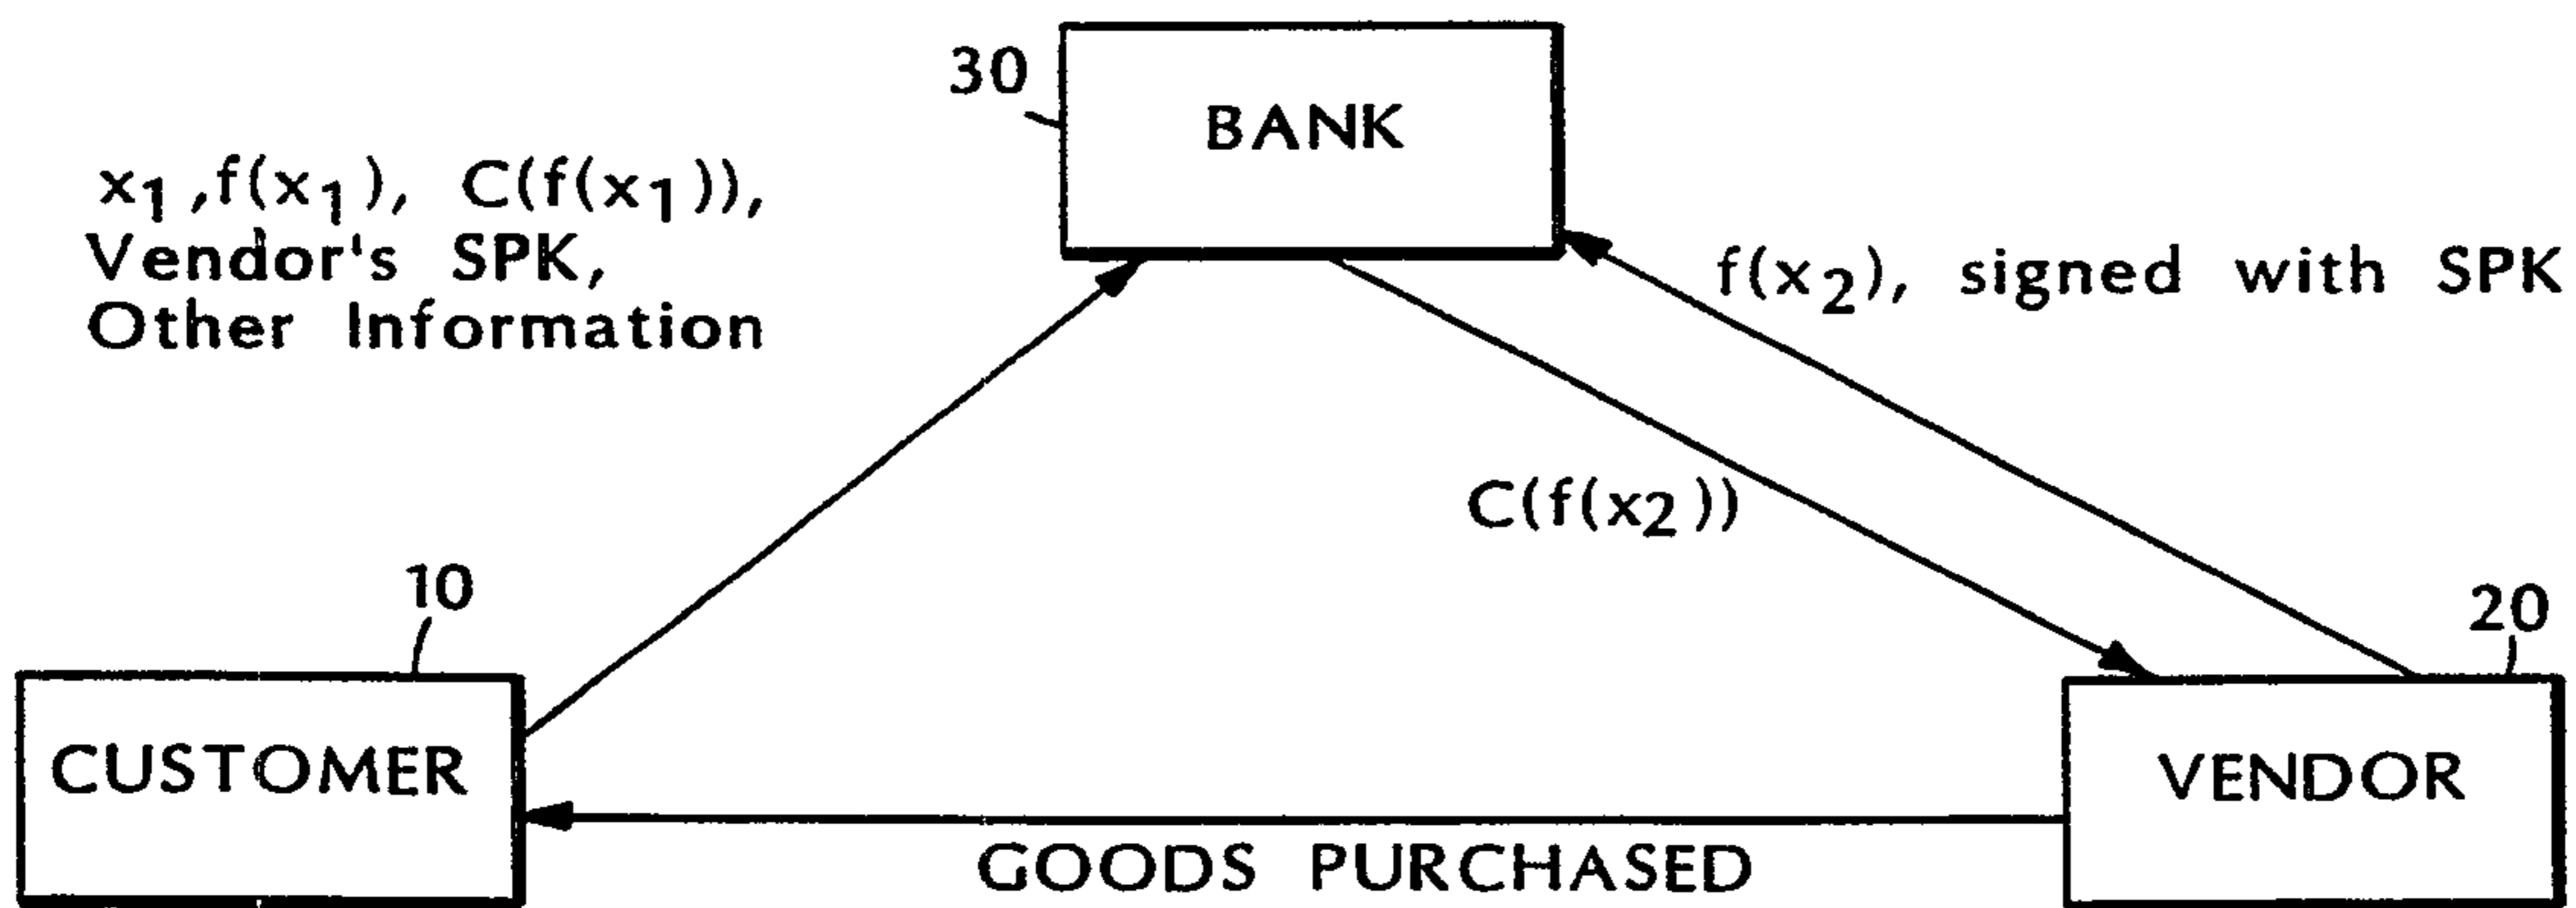 30
BANK
x₁,f(x₁), C(f(x₁)),
Vendor's SPK,
Other Information
f(x₂), signed with SPK
C(f(x₂))
10
20
CUSTOMER
VENDOR
GOODS PURCHASED